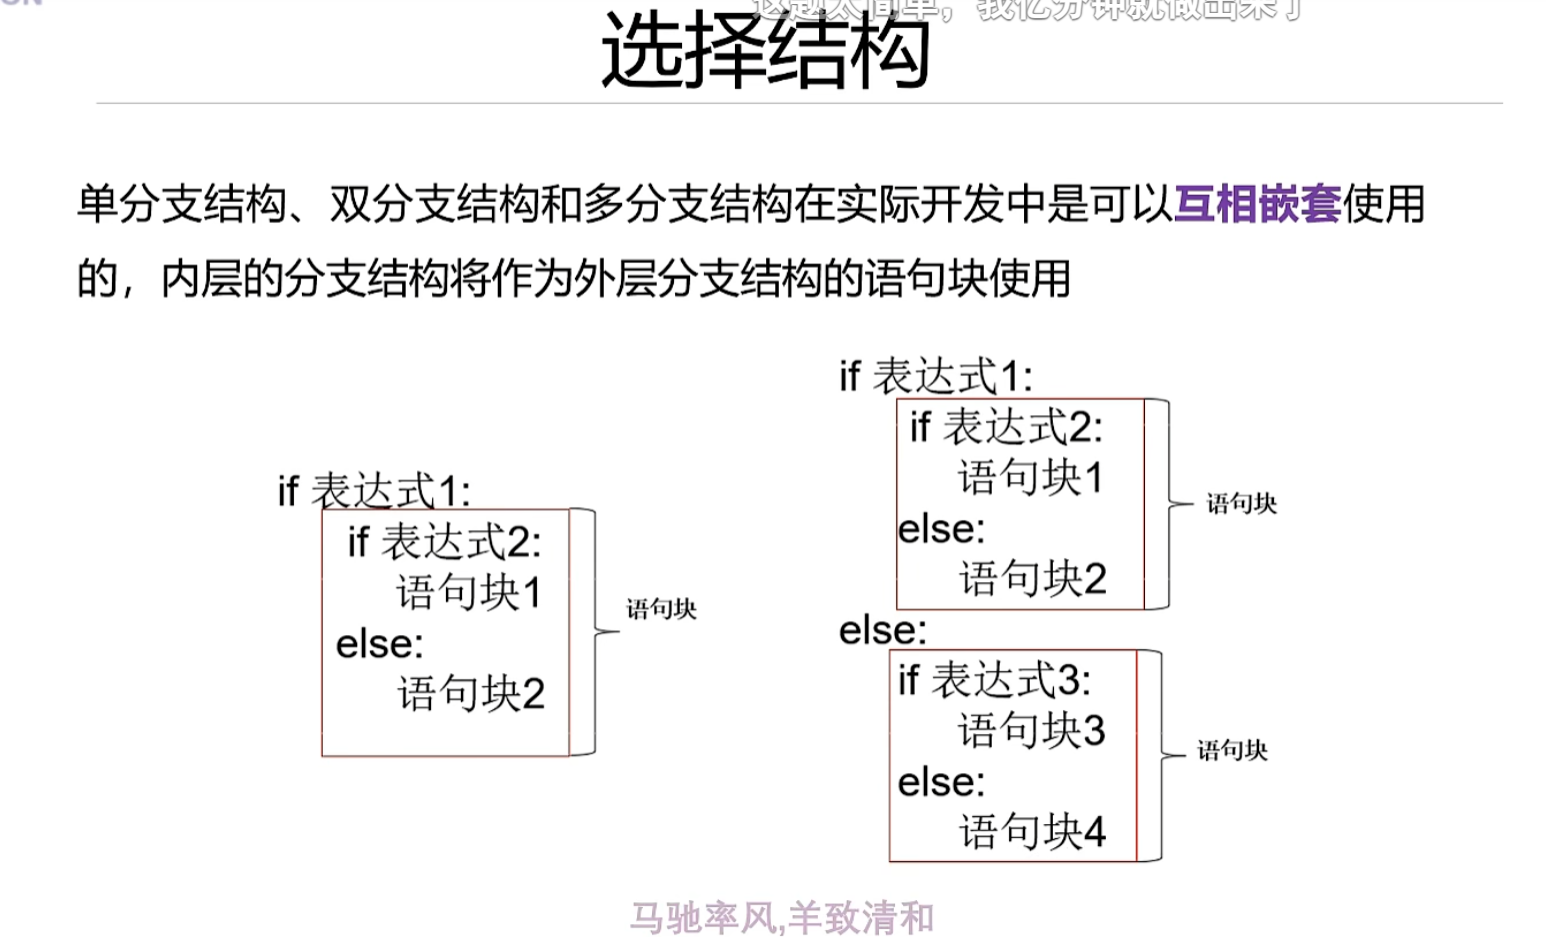 选择结构
单分支结构、双分支结构和多分支结构在实际开发中是可以互相嵌套使用
的，内层的分支结构将作为外层分支结构的语句块使用
if 表达式1:
if 表达式2:
语句块1
else:
语句块2
语句块
if 表达式1:
if 表达式2:
语句块1
else:
语句块2
语句块
else:
if 表达式3:
语句块3
else:
语句块4
语句块
马驰率风,羊致清和